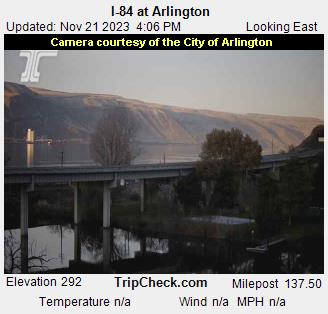 I-84 at Arlington
Updated: Nov 21 2023 4:06 PM Looking East
Camera courtesy of the City of Arlington
Elevation 292 TripCheck.com Milepost 137.50
Temperature n/a Wind n/a MPH n/a